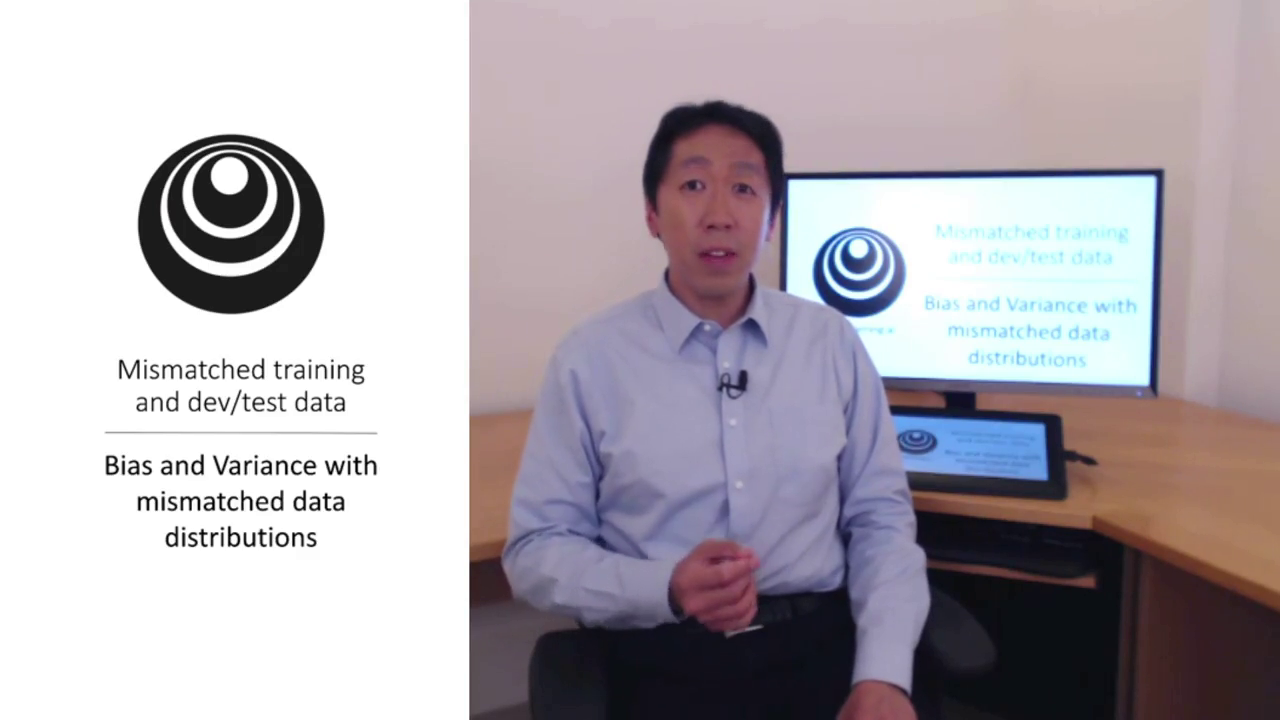 Mismatched training
and dev/test data
Bias and Variance with
mismatched data
distributions
Mismatched training
and dev/test data
Bias and Variance with
mismatched data
distributions